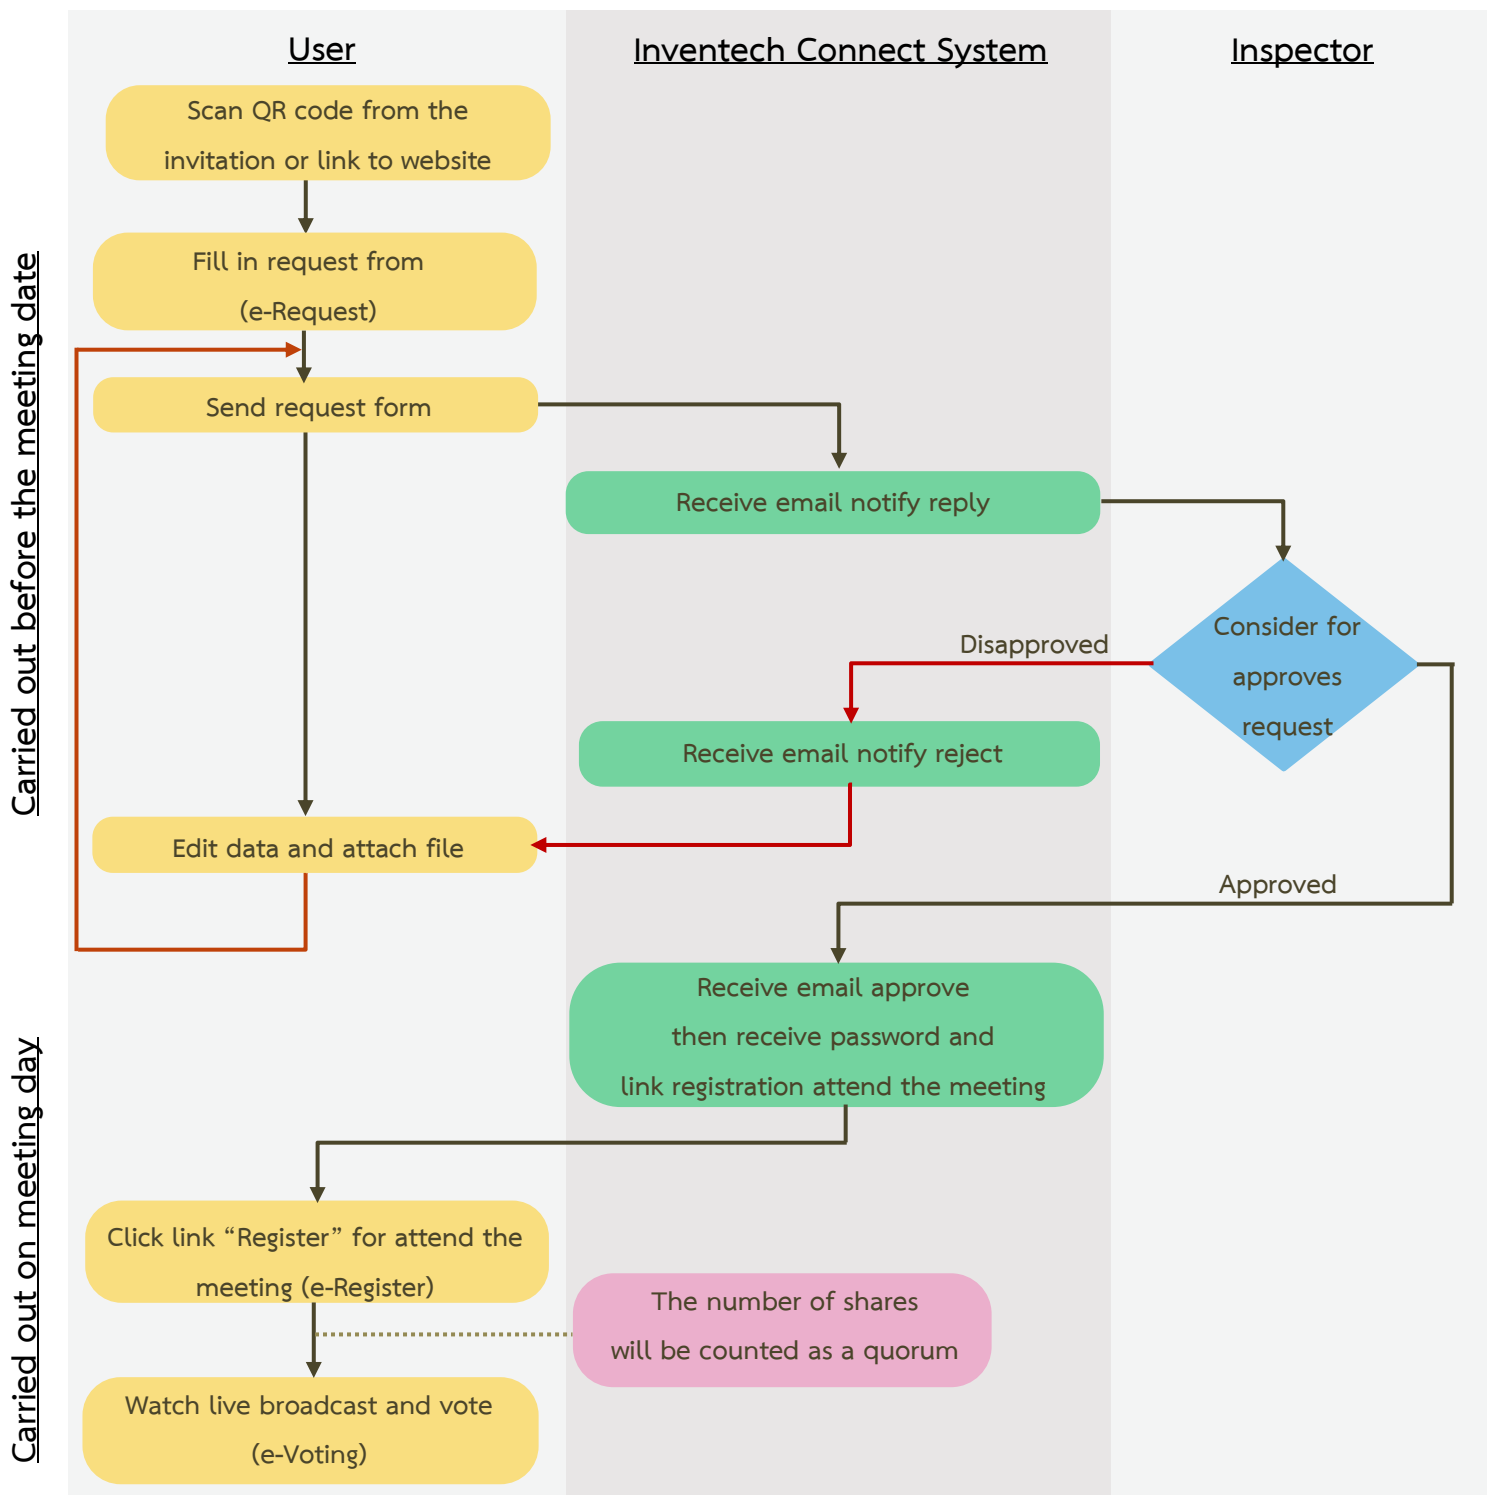 User
Inventech Connect System
Inspector
Carried out before the meeting date
Scan QR code from the
invitation or link to website
Fill in request from
(e-Request)
Send request form
Receive email notify reply
Consider for
approves
request
Disapproved
Receive email notify reject
Edit data and attach file
Approved
Receive email approve
then receive password and
link registration attend the meeting
Carried out on meeting day
Click link “Register” for attend the
meeting (e-Register)
The number of shares
will be counted as a quorum
Watch live broadcast and vote
(e-Voting)